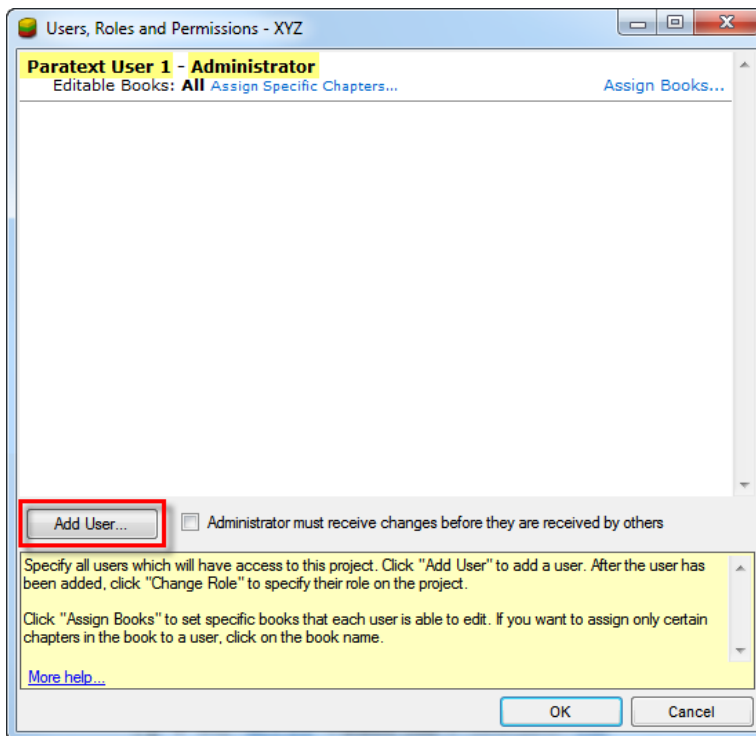 Users, Roles and Permissions - XYZ
Paratext User 1 - Administrator
Editable Books: All Assign Specific Chapters... Assign Books...
Add User... Administrator must receive changes before they are received by others
Specify all users which will have access to this project. Click "Add User" to add a user. After the user has
been added, click "Change Role" to specify their role on the project.
Click "Assign Books" to set specific books that each user is able to edit. If you want to assign only certain
chapters in the book to a user, click on the book name.
More help...
OK Cancel